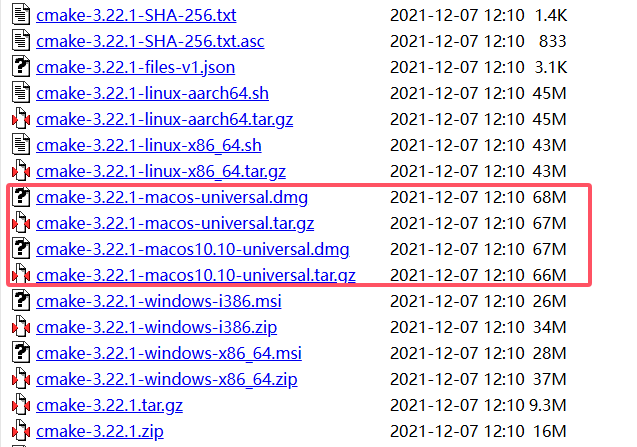 cmake-3.22.1-SHA-256.txt 2021-12-07 12:10 1.4K
cmake-3.22.1-SHA-256.txt.asc 2021-12-07 12:10 833
cmake-3.22.1-files-v1.json 2021-12-07 12:10 3.1K
cmake-3.22.1-linux-aarch64.sh 2021-12-07 12:10 45M
cmake-3.22.1-linux-aarch64.tar.gz 2021-12-07 12:10 45M
cmake-3.22.1-linux-x86_64.sh 2021-12-07 12:10 43M
cmake-3.22.1-linux-x86_64.tar.gz 2021-12-07 12:10 43M
cmake-3.22.1-macos-universal.dmg 2021-12-07 12:10 68M
cmake-3.22.1-macos-universal.tar.gz 2021-12-07 12:10 67M
cmake-3.22.1-macos10.10-universal.dmg 2021-12-07 12:10 67M
cmake-3.22.1-macos10.10-universal.tar.gz 2021-12-07 12:10 66M
cmake-3.22.1-windows-i386.msi 2021-12-07 12:10 26M
cmake-3.22.1-windows-i386.zip 2021-12-07 12:10 34M
cmake-3.22.1-windows-x86_64.msi 2021-12-07 12:10 28M
cmake-3.22.1-windows-x86_64.zip 2021-12-07 12:10 37M
cmake-3.22.1.tar.gz 2021-12-07 12:10 9.3M
cmake-3.22.1.zip 2021-12-07 12:10 16M